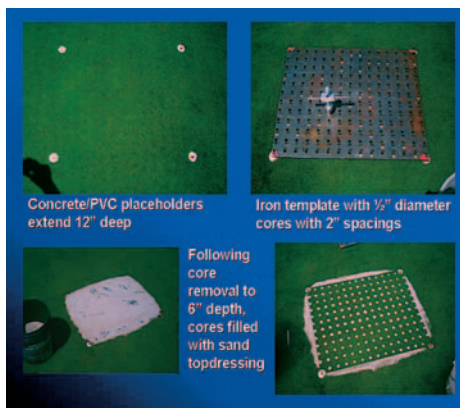 Concrete/PVC placeholders
extend 12" deep
Iron template with ½" diameter
cores with 2" spacings
Following
core
removal to
6" depth,
cores filled
with sand
topdressing